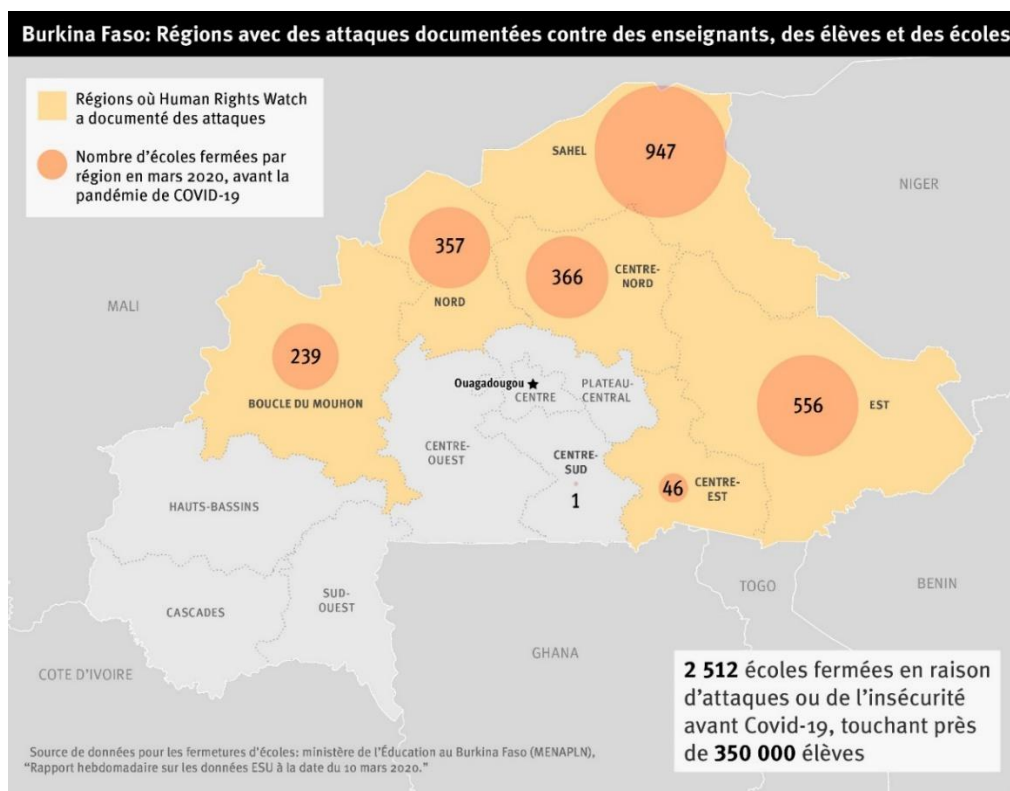 Burkina Faso: Régions avec des attaques documentées contre des enseignants, des élèves et des écoles
Régions où Human Rights Watch
a documenté des attaques
Nombre d'écoles fermées par
région en mars 2020, avant la
pandémie de COVID-19
SAHEL
947
NIGER
357
NORD
366
CENTRE-
NORD
MALI
239
BOUCLE DU MOUHON
Ouagadougou
CENTRE
PLATEAU-
CENTRAL
556
EST
CENTRE-
OUEST
CENTRE-
SUD
1
46
CENTRE-
EST
HAUTS-BASSINS
CASCADES
SUD-
OUEST
TOGO
BENIN
GHANA
COTE D'IVOIRE
2 512 écoles fermées en raison
d'attaques ou de l'insécurité
avant Covid-19, touchant près
de 350 000 élèves
Source de données pour les fermetures d'écoles: ministère de l'Éducation au Burkina Faso (MENAPLN),
“Rapport hebdomadaire sur les données ESU à la date du 10 mars 2020.”